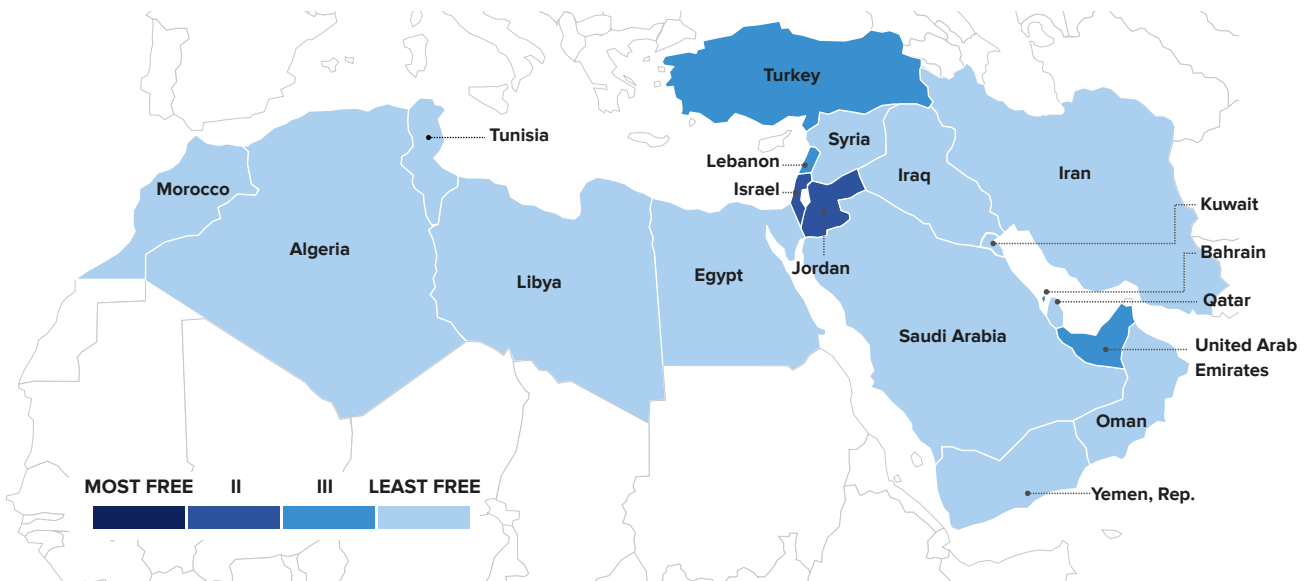 Turkey
Tunisia
Syria
Lebanon
Morocco
Israel
Iraq
Iran
Kuwait
Algeria
Bahrain
Jordan
Egypt
Libya
Qatar
Saudi Arabia
United Arab
Emirates
Oman
MOST FREE II III LEAST FREE
Yemen, Rep.